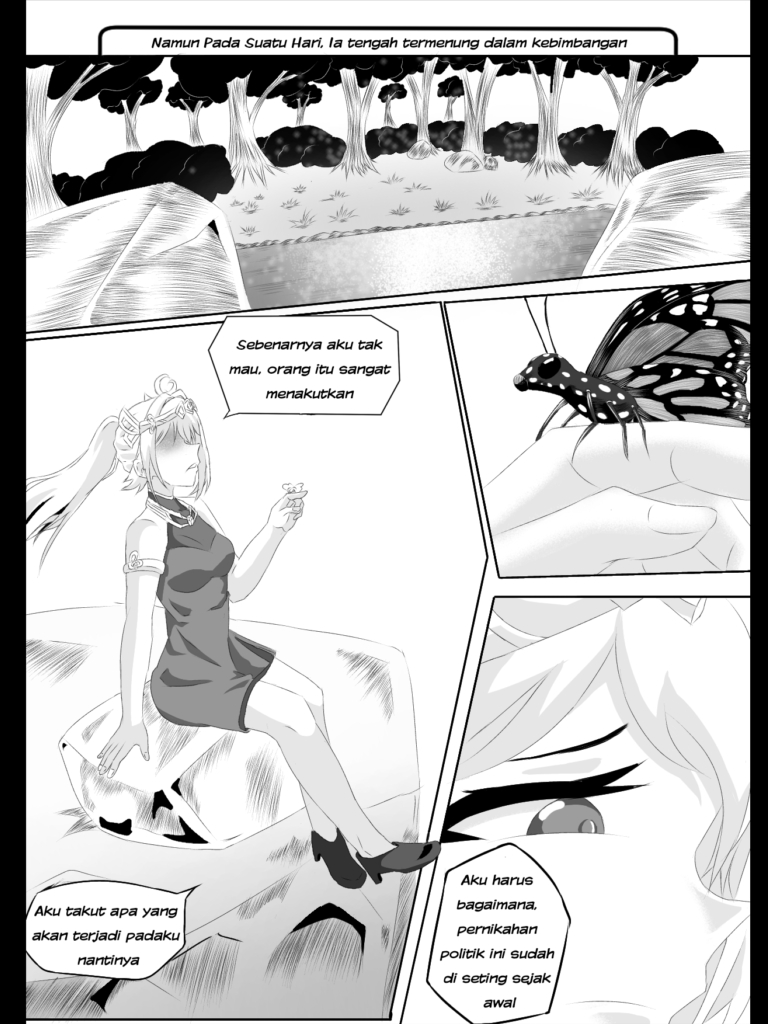 Namun Pada Suatu Hari, Ia tengah termenung dalam kebimbangan
Sebenarnya aku tak
mau, orang itu sangat
menakutkan
Aku takut apa yang
akan terjadi padaku
nantinya
Aku harus
bagaimana,
pernikahan
politik ini sudah
di seting sejak
awal